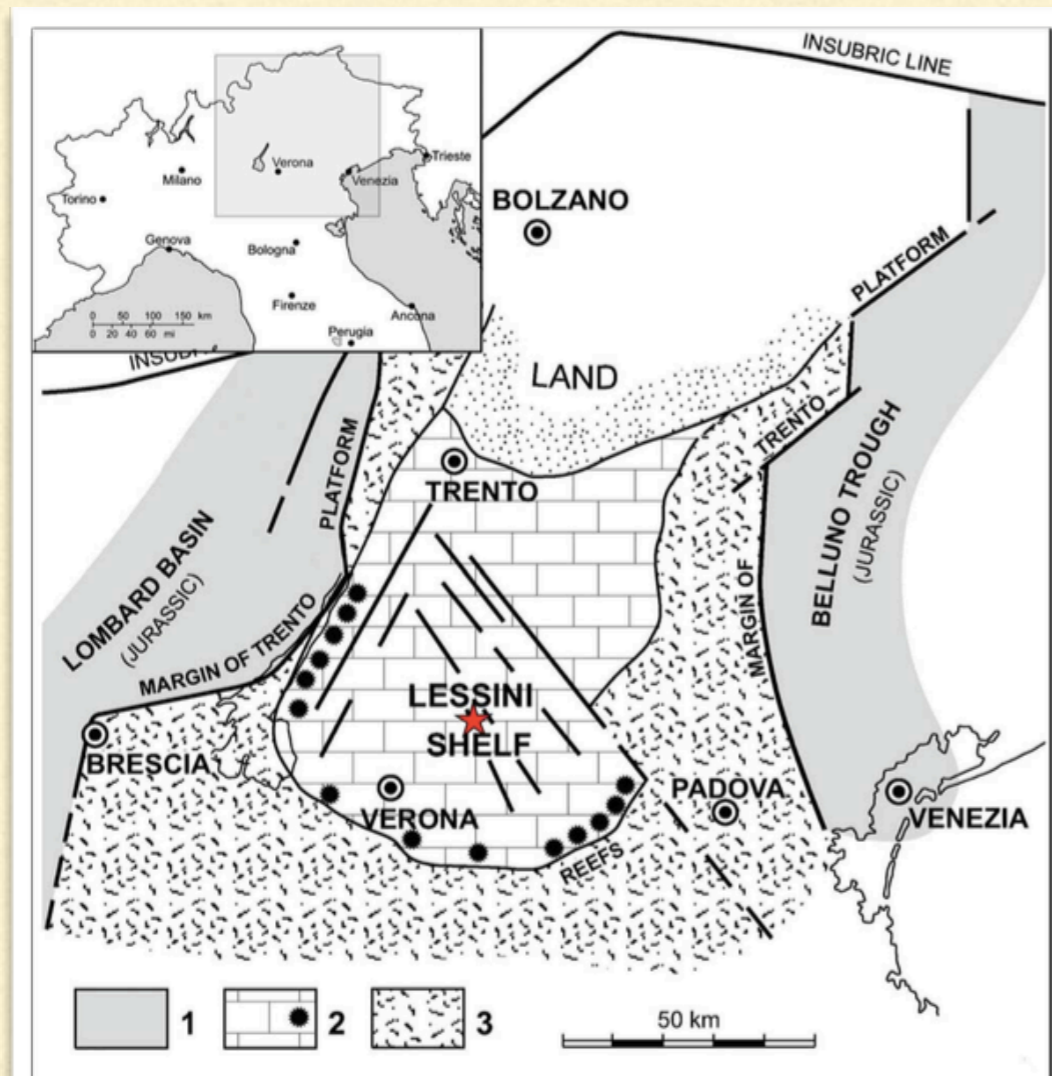 INSUBRIC LINE
Torino
Milano
Verona
Venezia
Trieste
Genova
Bologna
Firenze
Ancona
Perugia
0 50 100 150 km
0 20 40 60 mi
BOLZANO
PLATFORM
LAND
TRENTO
PLATFORM
TRENTO
LOMBARD BASIN
(JURASSIC)
MARGIN OF TRENTO
BELLUNO TROUGH
(JURASSIC)
MARGIN OF
LESSINI
SHELF
BRESCIA
VERONA
PADOVA
VENEZIA
REEFS
1
2
3
50 km